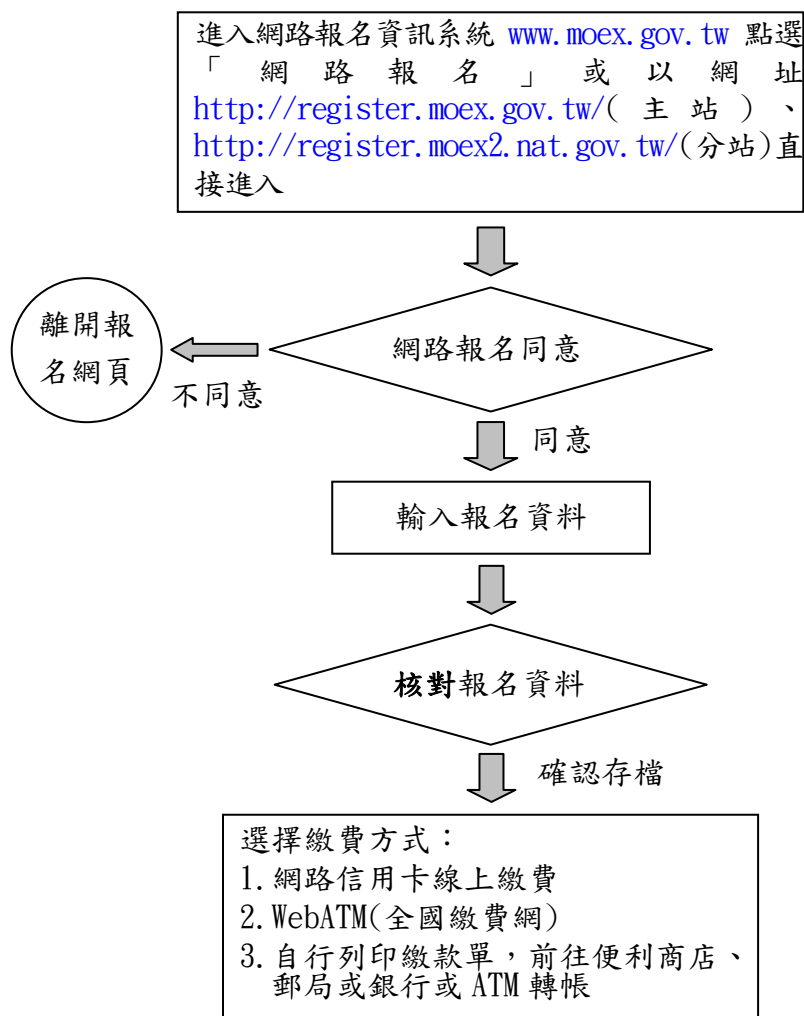 進入網路報名資訊系統 www.moex.gov.tw 點選
「網路報名」或以網址
http://register.moex.gov.tw/(主站)、
http://register.moex2.nat.gov.tw/(分站)直
接進入
網路報名同意
離開報
名網頁
不同意
同意
輸入報名資料
核對報名資料
確認存檔
選擇繳費方式：
1.網路信用卡線上繳費
2.WebATM(全國繳費網)
3.自行列印繳款單，前往便利商店、
郵局或銀行或 ATM 轉帳